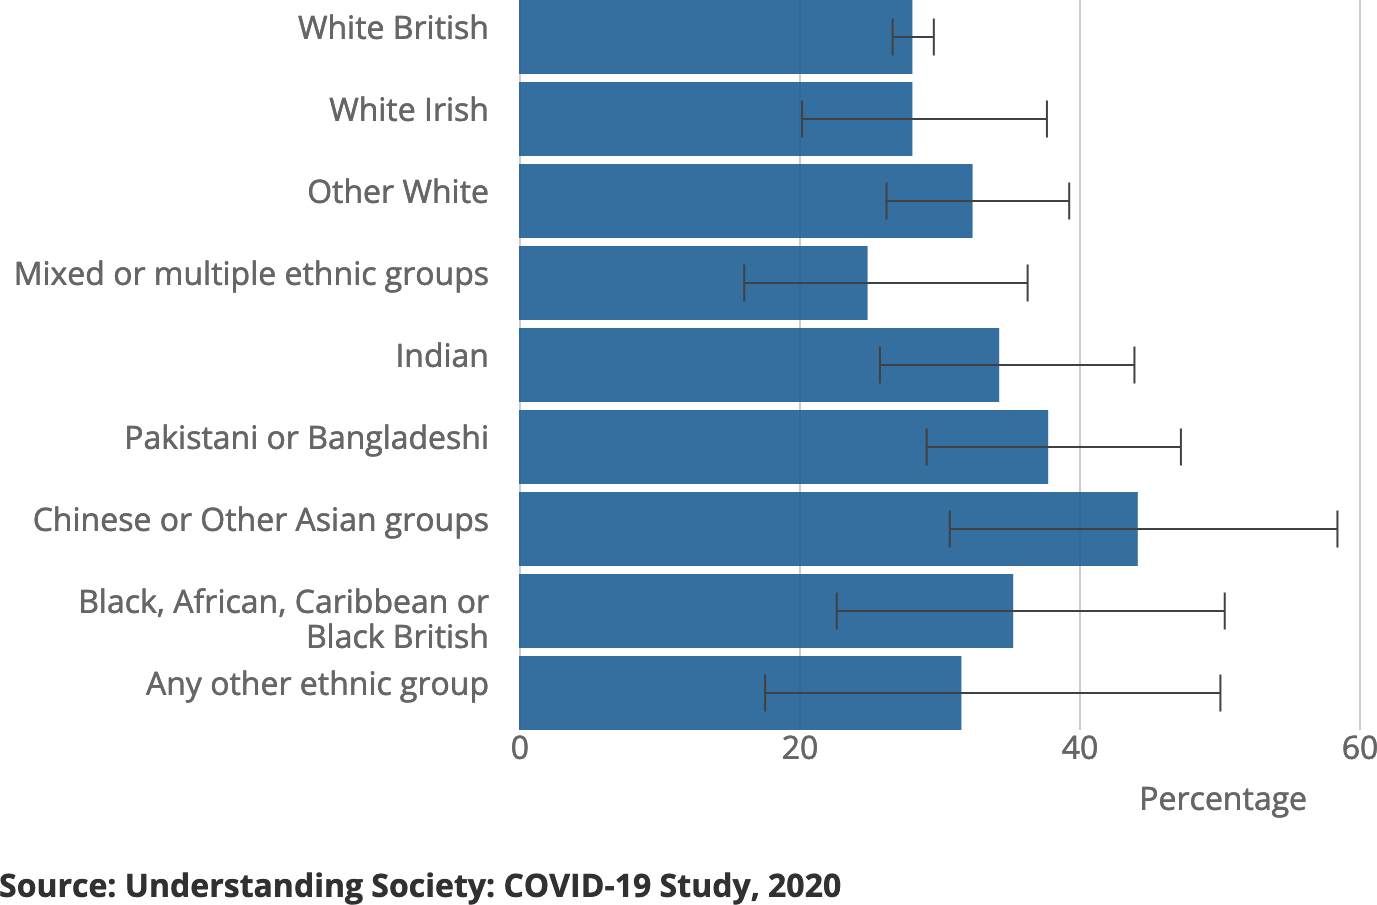 White British
White Irish
Other White
Mixed or multiple ethnic groups
Indian
Pakistani or Bangladeshi
Chinese or Other Asian groups
Black, African, Caribbean or
Black British
Any other ethnic group
0 20 40 60
Percentage
Source: Understanding Society: COVID-19 Study, 2020